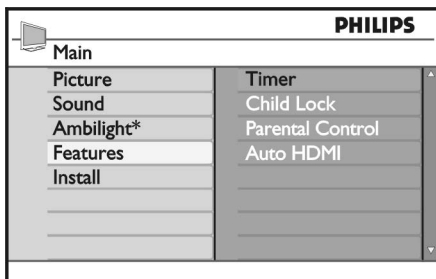 PHILIPS
Main
Picture
Sound
Ambilight*
Features
Install
Timer
Child Lock
Parental Control
Auto HDMI